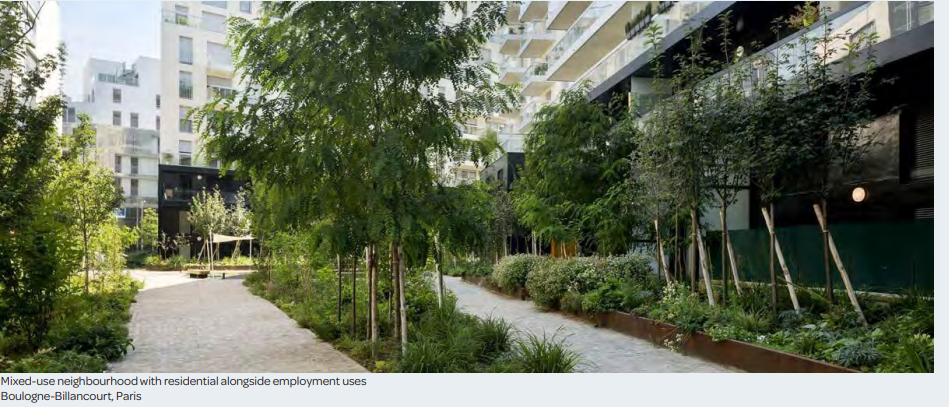 Mixed-use neighbourhood with residential alongside employment uses
Boulogne-Billancourt, Paris